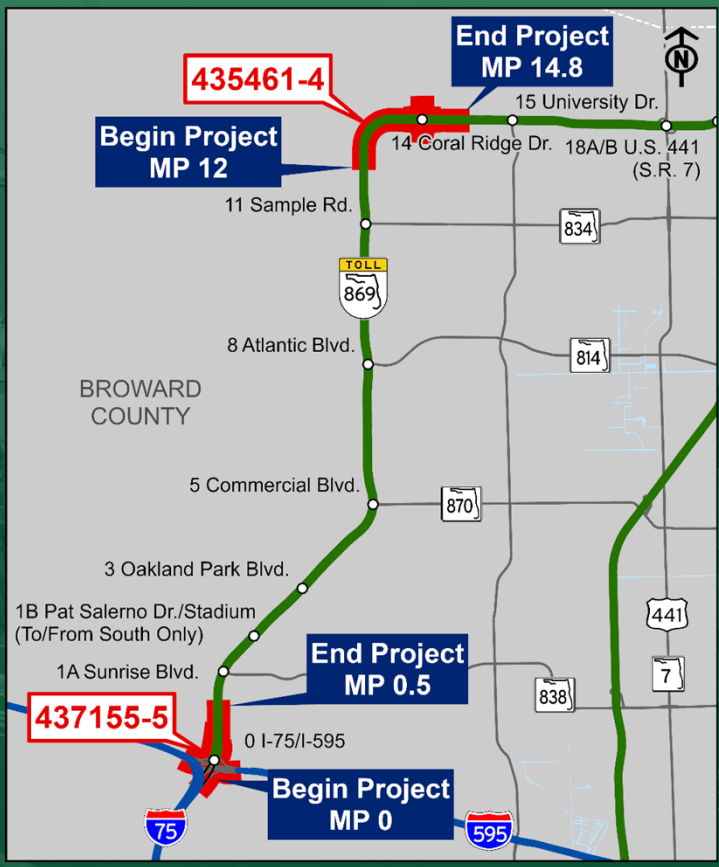 End Project
MP 14.8
N
435461-4
15 University Dr.
Begin Project
MP 12
14 Coral Ridge Dr.
18A/B U.S. 441
(S.R. 7)
11 Sample Rd.
834
TOLL
869
8 Atlantic Blvd.
814
BROWARD
COUNTY
5 Commercial Blvd.
870
3 Oakland Park Blvd.
1B Pat Salerno Dr./Stadium
(To/From South Only)
441
End Project
MP 0.5
1A Sunrise Blvd.
7
838
437155-5
0 I-75/I-595
Begin Project
MP 0
75
595